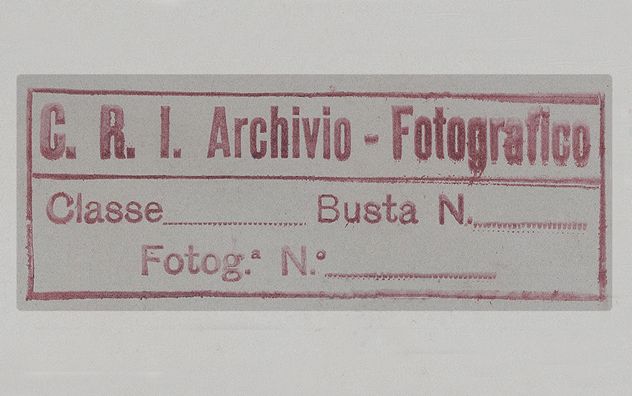 C. R. I. Archivio - Fotografico
Classe............................ Busta N.......................
Fotog.ª N.º..................................